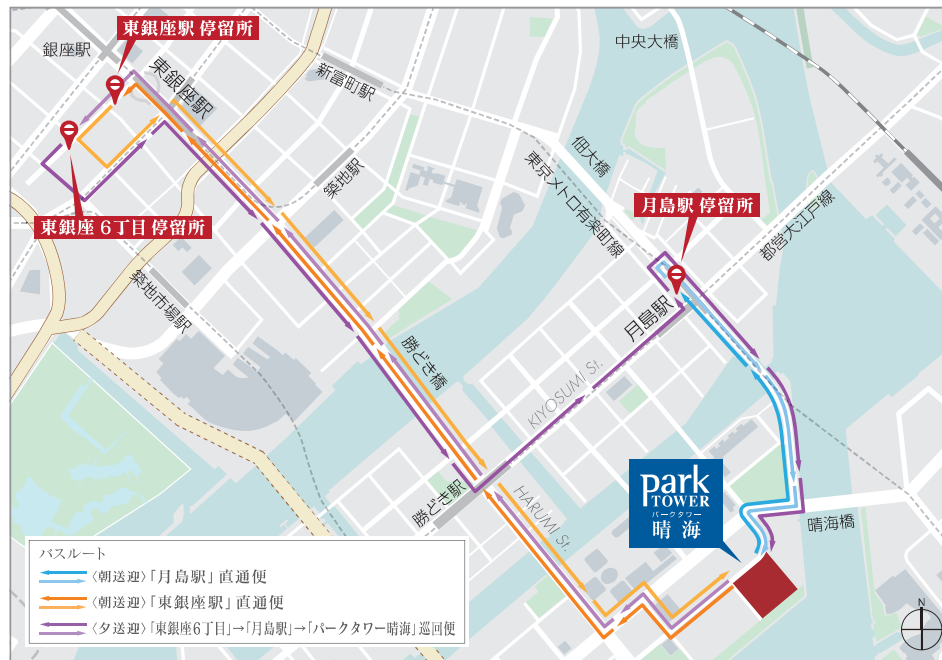 東銀座駅 停留所
銀座駅
東銀座駅
新富町駅
中央大橋
佃大橋
東京メトロ有楽町線
築地駅
月島駅 停留所
都営大江戸線
東銀座 6丁目 停留所
築地市場駅
月島駅
勝どき橋
KIYOSUMI St.
勝どき駅
HARUMI St.
park
TOWER
パークタワー
晴海
晴海橋
バスルート
〈朝送迎〉「月島駅」直通便
〈朝送迎〉「東銀座駅」直通便
〈夕送迎〉「東銀座6丁目」→「月島駅」→「パークタワー晴海」巡回便
N